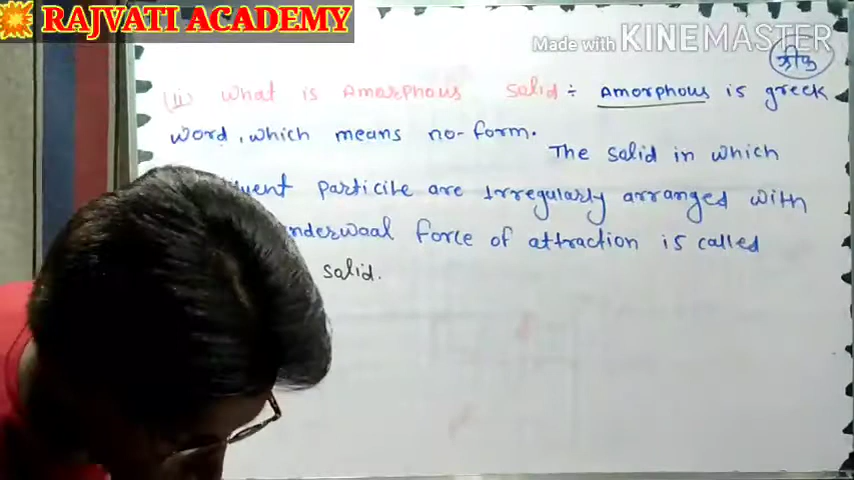 RAJVATI ACADEMY
Made with KINEMASTER
(ii) What is Amorphous Solid ÷ Amorphous is greek
word, which means no-form.
The solid in which
particle are Irregularly arranged with
force of attraction is called
solid.